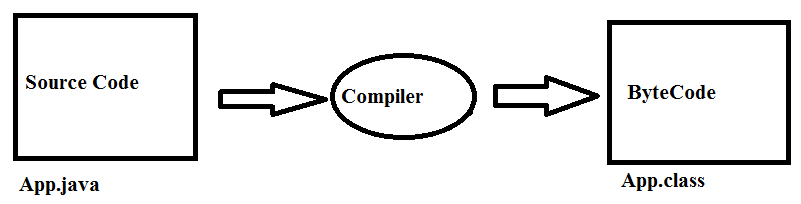 Source Code
Compiler
ByteCode
App.java
App.class